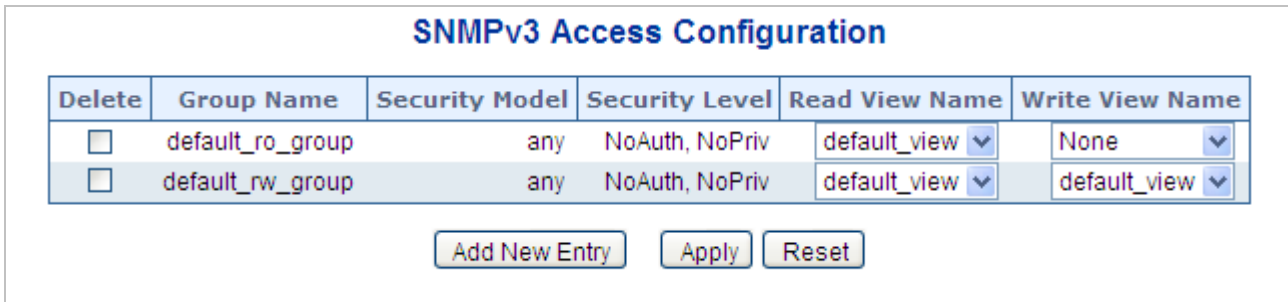 SNMPv3 Access Configuration
Delete Group Name Security Model Security Level Read View Name Write View Name
default_ro_group any NoAuth, NoPriv default_view None
default_rw_group any NoAuth, NoPriv default_view default_view
Add New Entry Apply Reset